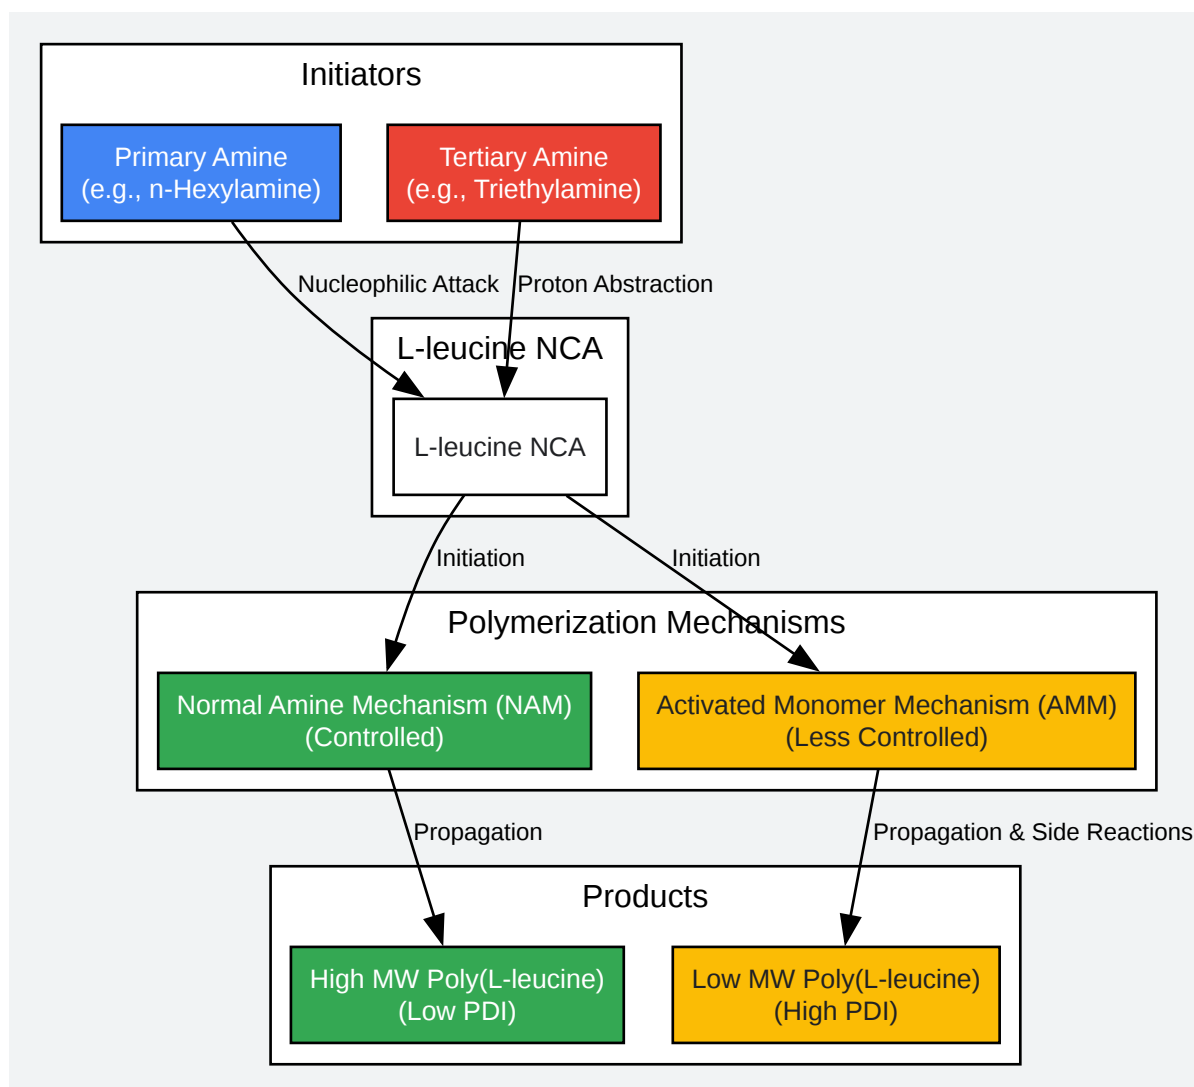 Initiators
Primary Amine
(e.g., n-Hexylamine)
Tertiary Amine
(e.g., Triethylamine)
Nucleophilic Attack
Proton Abstraction
L-leucine NCA
L-leucine NCA
Initiation
Initiation
Polymerization Mechanisms
Normal Amine Mechanism (NAM)
(Controlled)
Activated Monomer Mechanism (AMM)
(Less Controlled)
Propagation
Propagation & Side Reactions
Products
High MW Poly(L-leucine)
(Low PDI)
Low MW Poly(L-leucine)
(High PDI)